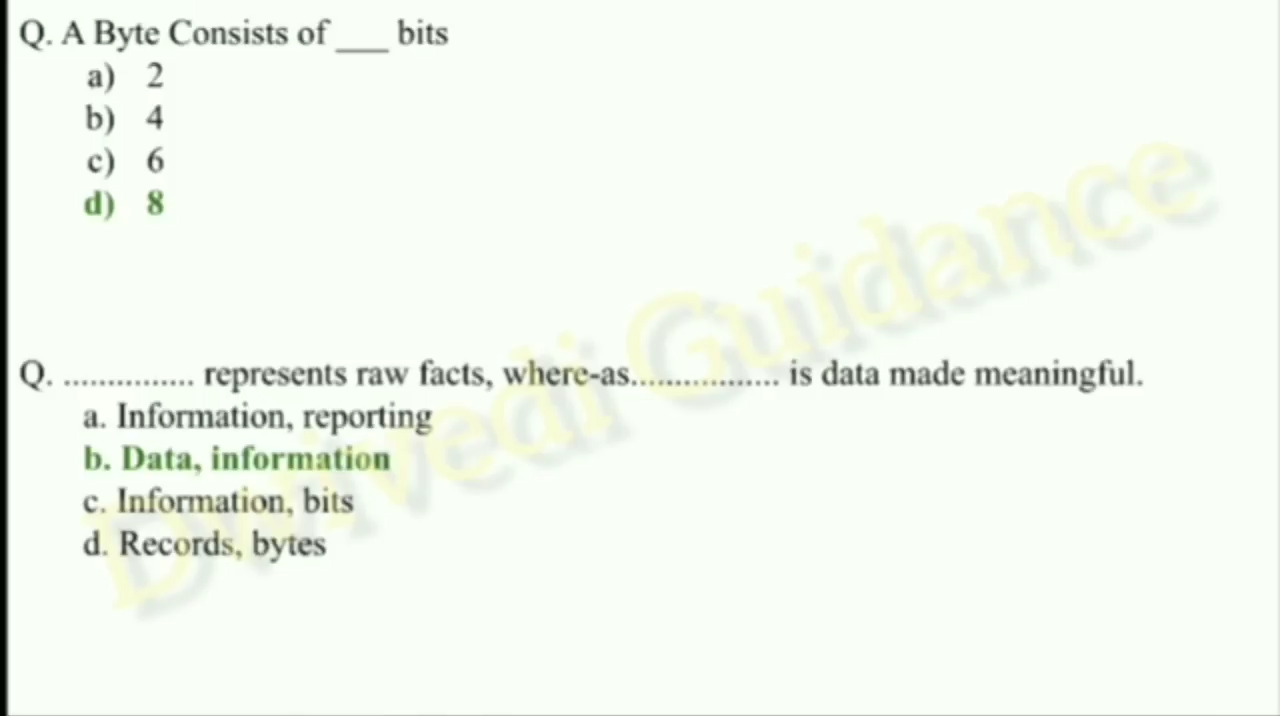 Q. A Byte Consists of ___ bits
a) 2
b) 4
c) 6
d) 8
Q. ............... represents raw facts, where-as................. is data made meaningful.
a. Information, reporting
b. Data, information
c. Information, bits
d. Records, bytes
Dwivedi Guidance